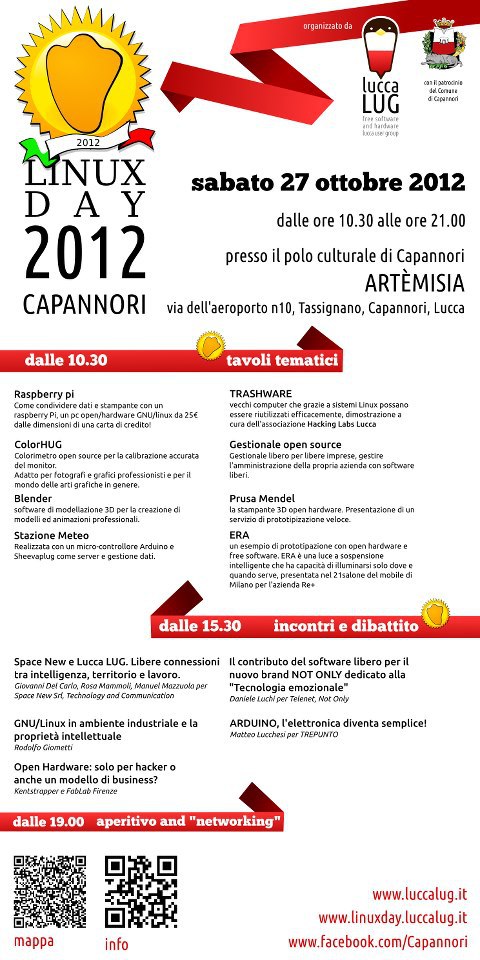 organizzato da
lucca
LUG
free software
and hardware
lucca user group
con il patrocinio
del Comune
di Capannori
2012
LINUX
DAY
2012
CAPANNORI
sabato 27 ottobre 2012
dalle ore 10.30 alle ore 21.00
presso il polo culturale di Capannori
ARTÈMISIA
via dell'aeroporto n10, Tassignano, Capannori, Lucca
dalle 10.30 tavoli tematici
Raspberry pi
Come condividere dati e stampante con un
raspberry Pi, un pc open/hardware GNU/linux da 25€
dalle dimensioni di una carta di credito!
ColorHUG
Colorimetro open source per la calibrazione accurata
del monitor.
Adatto per fotografi e grafici professionisti e per il
mondo delle arti grafiche in genere.
Blender
software di modellazione 3D per la creazione di
modelli ed animazioni professionali.
Stazione Meteo
Realizzata con un micro-controllore Arduino e
Sheevaplug come server e gestione dati.
TRASHWARE
vecchi computer che grazie a sistemi Linux possano
essere riutilizzati efficacemente, dimostrazione a
cura dell'associazione Hacking Labs Lucca
Gestionale open source
Gestionale libero per libere imprese, gestire
l'amministrazione della propria azienda con software
liberi.
Prusa Mendel
la stampante 3D open hardware. Presentazione di un
servizio di prototipizazione veloce.
ERA
un esempio di prototipazione con open hardware e
free software. ERA è una luce a sospensione
intelligente che ha capacità di illuminarsi solo dove e
quando serve, presentata nel 21salone del mobile di
Milano per l'azienda Re+
dalle 15.30 incontri e dibattito
Space New e Lucca LUG. Libere connessioni
tra intelligenza, territorio e lavoro.
Giovanni Del Carlo, Rosa Mammoli, Manuel Mazzuola per
Space New Srl, Technology and Communication
GNU/Linux in ambiente industriale e la
proprietà intellettuale
Rodolfo Giometti
Open Hardware: solo per hacker o
anche un modello di business?
Kentstrapper e FabLab Firenze
Il contributo del software libero per il
nuovo brand NOT ONLY dedicato alla
"Tecnologia emozionale"
Daniele Luchi per Telenet, Not Only
ARDUINO, l'elettronica diventa semplice!
Matteo Lucchesi per TREPUNTO
dalle 19.00 aperitivo and "networking"
mappa
info
www.luccalug.it
www.linuxday.luccalug.it
www.facebook.com/Capannori